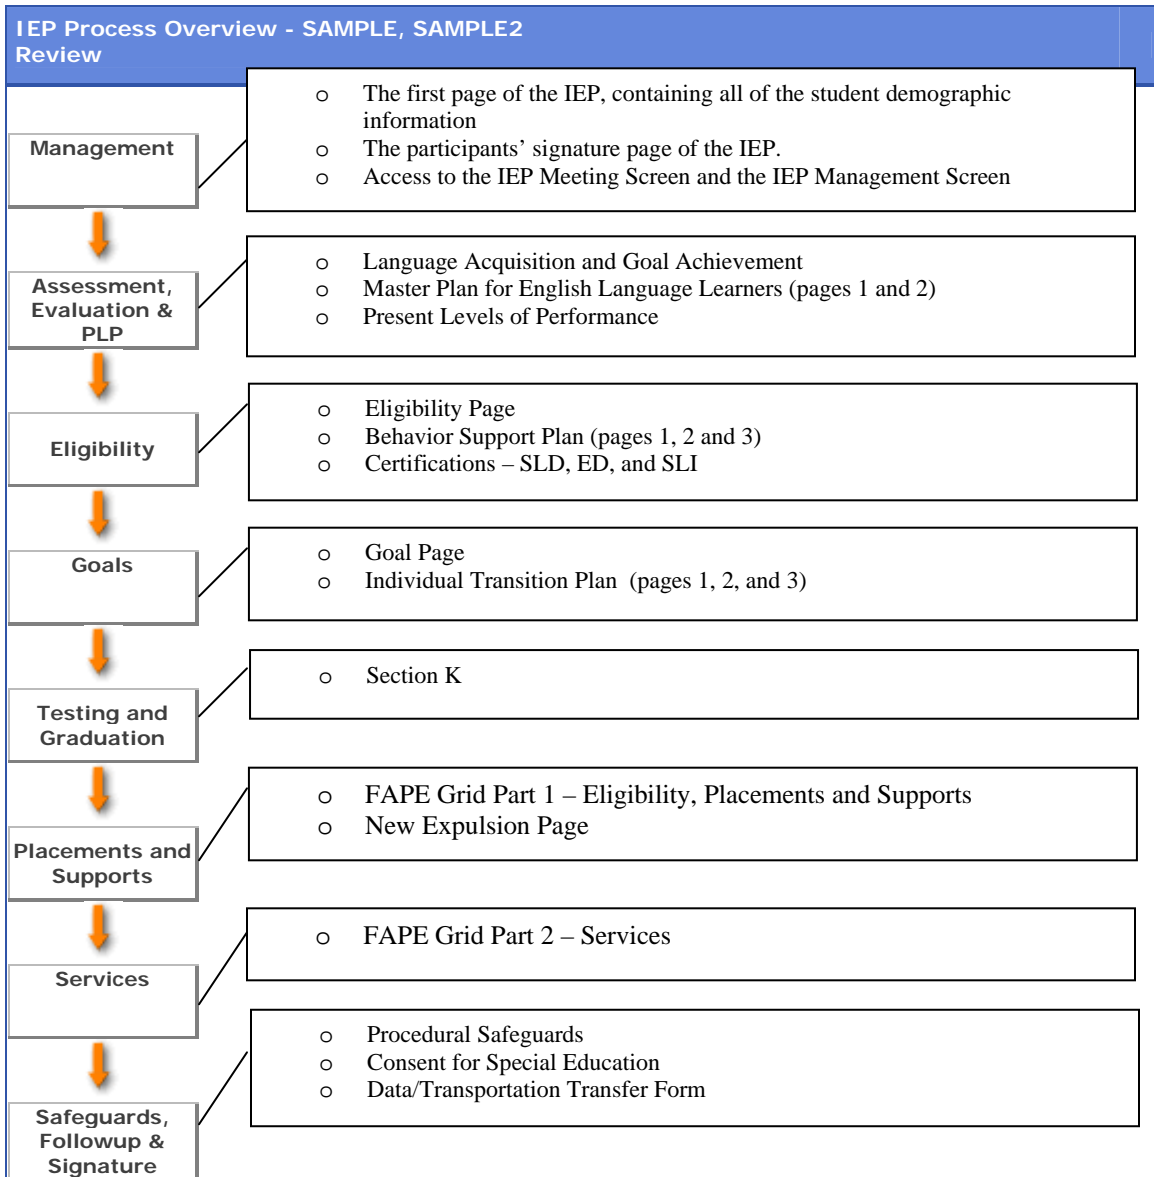 IEP Process Overview - SAMPLE, SAMPLE2
Review
Management
o The first page of the IEP, containing all of the student demographic
information
o The participants’ signature page of the IEP.
o Access to the IEP Meeting Screen and the IEP Management Screen
Assessment,
Evaluation &
PLP
o Language Acquisition and Goal Achievement
o Master Plan for English Language Learners (pages 1 and 2)
o Present Levels of Performance
Eligibility
o Eligibility Page
o Behavior Support Plan (pages 1, 2 and 3)
o Certifications – SLD, ED, and SLI
Goals
o Goal Page
o Individual Transition Plan (pages 1, 2, and 3)
Testing and
Graduation
o Section K
Placements and
Supports
o FAPE Grid Part 1 – Eligibility, Placements and Supports
o New Expulsion Page
Services
o FAPE Grid Part 2 – Services
Safeguards,
Followup &
Signature
o Procedural Safeguards
o Consent for Special Education
o Data/Transportation Transfer Form